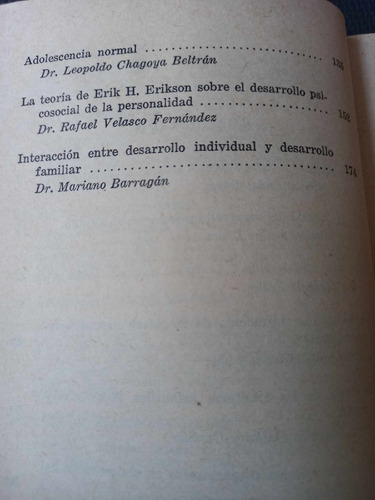 Adolescencia normal ........................
Dr. Leopoldo Chagoya Beltrán
La teoría de Erik H. Erikson sobre el desarrollo psi-
cosocial de la personalidad ................ 152
Dr. Rafael Velasco Fernández
Interacción entre desarrollo individual y desarrollo
familiar ................................... 174
Dr. Mariano Barragán